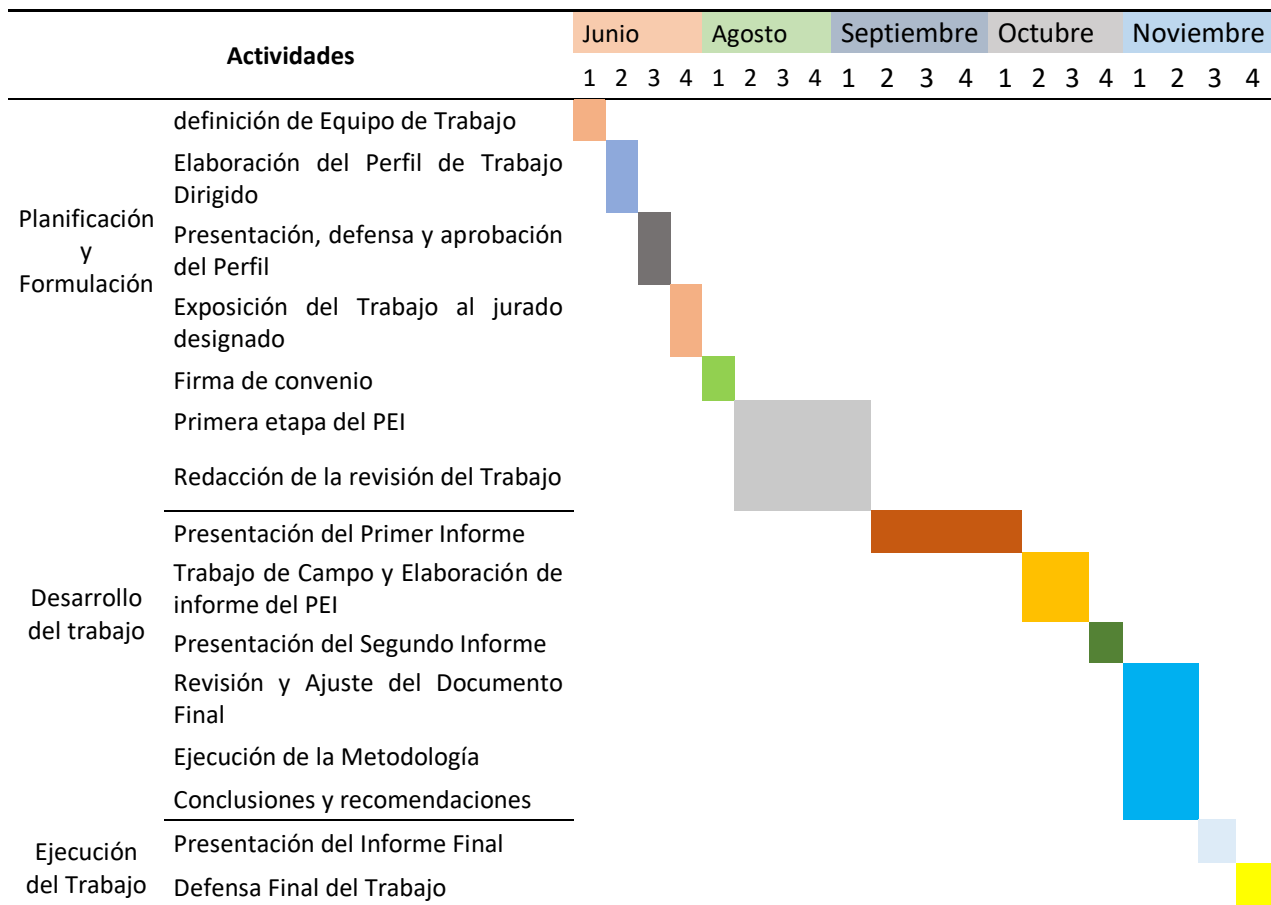 Actividades
Junio Agosto Septiembre Octubre Noviembre
1 2 3 4 1 2 3 4 1 2 3 4 1 2 3 4 1 2 3 4
Planificación
y
Formulación
definición de Equipo de Trabajo
Elaboración del Perfil de Trabajo
Dirigido
Presentación, defensa y aprobación
del Perfil
Exposición del Trabajo al jurado
designado
Firma de convenio
Primera etapa del PEI
Redacción de la revisión del Trabajo
Desarrollo
del trabajo
Presentación del Primer Informe
Trabajo de Campo y Elaboración de
informe del PEI
Presentación del Segundo Informe
Revisión y Ajuste del Documento
Final
Ejecución de la Metodología
Conclusiones y recomendaciones
Ejecución
del Trabajo
Presentación del Informe Final
Defensa Final del Trabajo